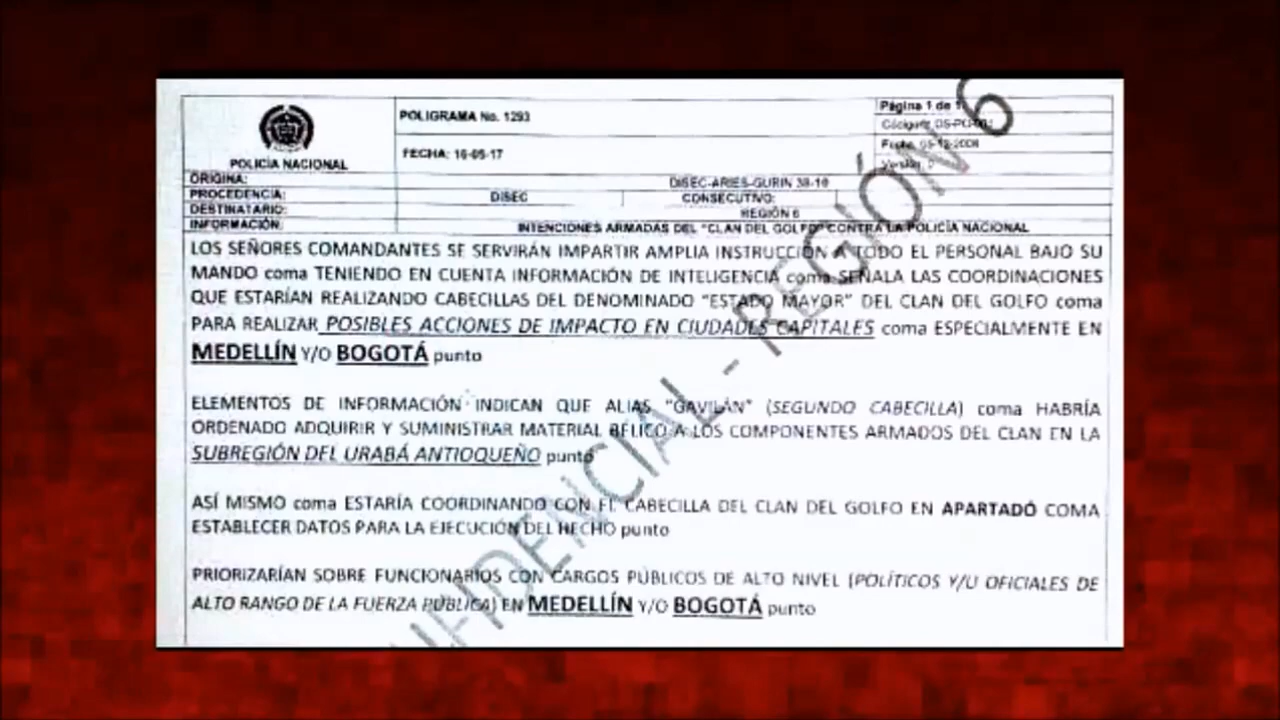 POLICÍA NACIONAL
POLIGRAMA No. 1293
FECHA: 16-05-17
Página 1 de 1
ORIGINA: DISEC-ARIES-GURIN 38-10
PROCEDENCIA: DISEC CONSECUTIVO:
DESTINATARIO: REGIÓN 6
INFORMACIÓN: INTENCIONES ARMADAS DEL "CLAN DEL GOLFO" CONTRA LA POLICÍA NACIONAL
LOS SEÑORES COMANDANTES SE SERVIRÁN IMPARTIR AMPLIA INSTRUCCIÓN A TODO EL PERSONAL BAJO SU
MANDO coma TENIENDO EN CUENTA INFORMACIÓN DE INTELIGENCIA coma SEÑALA LAS COORDINACIONES
QUE ESTARÍAN REALIZANDO CABECILLAS DEL DENOMINADO "ESTADO MAYOR" DEL CLAN DEL GOLFO coma
PARA REALIZAR POSIBLES ACCIONES DE IMPACTO EN CIUDADES CAPITALES coma ESPECIALMENTE EN
MEDELLÍN Y/O BOGOTÁ punto
ELEMENTOS DE INFORMACIÓN INDICAN QUE ALIAS "GAVILÁN" (SEGUNDO CABECILLA) coma HABRÍA
ORDENADO ADQUIRIR Y SUMINISTRAR MATERIAL BÉLICO A LOS COMPONENTES ARMADOS DEL CLAN EN LA
SUBREGIÓN DEL URABÁ ANTIOQUEÑO punto
ASÍ MISMO coma ESTARÍA COORDINANDO CON EL CABECILLA DEL CLAN DEL GOLFO EN APARTADÓ COMA
ESTABLECER DATOS PARA LA EJECUCIÓN DEL HECHO punto
PRIORIZARÍAN SOBRE FUNCIONARIOS CON CARGOS PÚBLICOS DE ALTO NIVEL (POLÍTICOS Y/U OFICIALES DE
ALTO RANGO DE LA FUERZA PÚBLICA) EN MEDELLÍN Y/O BOGOTÁ punto
REGIÓN 6